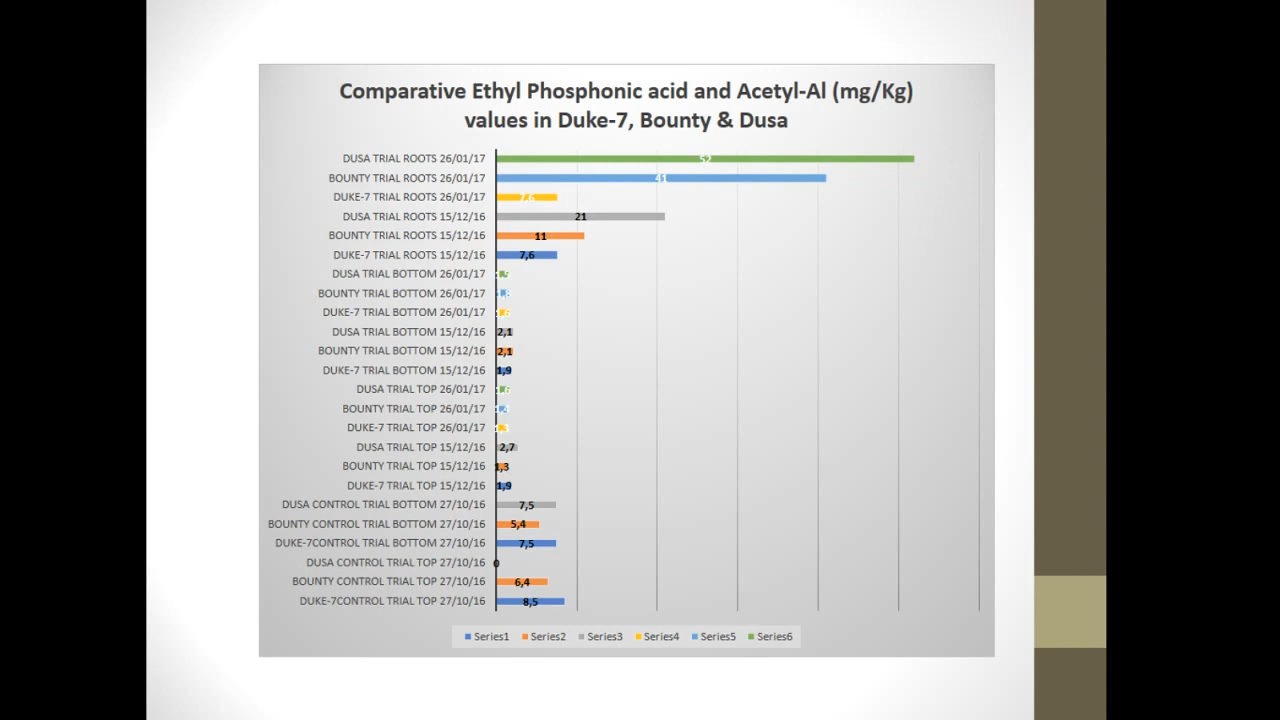 Comparative Ethyl Phosphonic acid and Acetyl-Al (mg/Kg)
values in Duke-7, Bounty & Dusa
DUSA TRIAL ROOTS 26/01/17 52
BOUNTY TRIAL ROOTS 26/01/17 41
DUKE-7 TRIAL ROOTS 26/01/17 7,6
DUSA TRIAL ROOTS 15/12/16 21
BOUNTY TRIAL ROOTS 15/12/16 11
DUKE-7 TRIAL ROOTS 15/12/16 7,6
DUSA TRIAL BOTTOM 26/01/17
BOUNTY TRIAL BOTTOM 26/01/17
DUKE-7 TRIAL BOTTOM 26/01/17
DUSA TRIAL BOTTOM 15/12/16 2,1
BOUNTY TRIAL BOTTOM 15/12/16 2,1
DUKE-7 TRIAL BOTTOM 15/12/16 1,9
DUSA TRIAL TOP 26/01/17
BOUNTY TRIAL TOP 26/01/17
DUKE-7 TRIAL TOP 26/01/17
DUSA TRIAL TOP 15/12/16 2,7
BOUNTY TRIAL TOP 15/12/16 1,3
DUKE-7 TRIAL TOP 15/12/16 1,9
DUSA CONTROL TRIAL BOTTOM 27/10/16 7,5
BOUNTY CONTROL TRIAL BOTTOM 27/10/16 5,4
DUKE-7CONTROL TRIAL BOTTOM 27/10/16 7,5
DUSA CONTROL TRIAL TOP 27/10/16 0
BOUNTY CONTROL TRIAL TOP 27/10/16 6,4
DUKE-7CONTROL TRIAL TOP 27/10/16 8,5
Series1 Series2 Series3 Series4 Series5 Series6